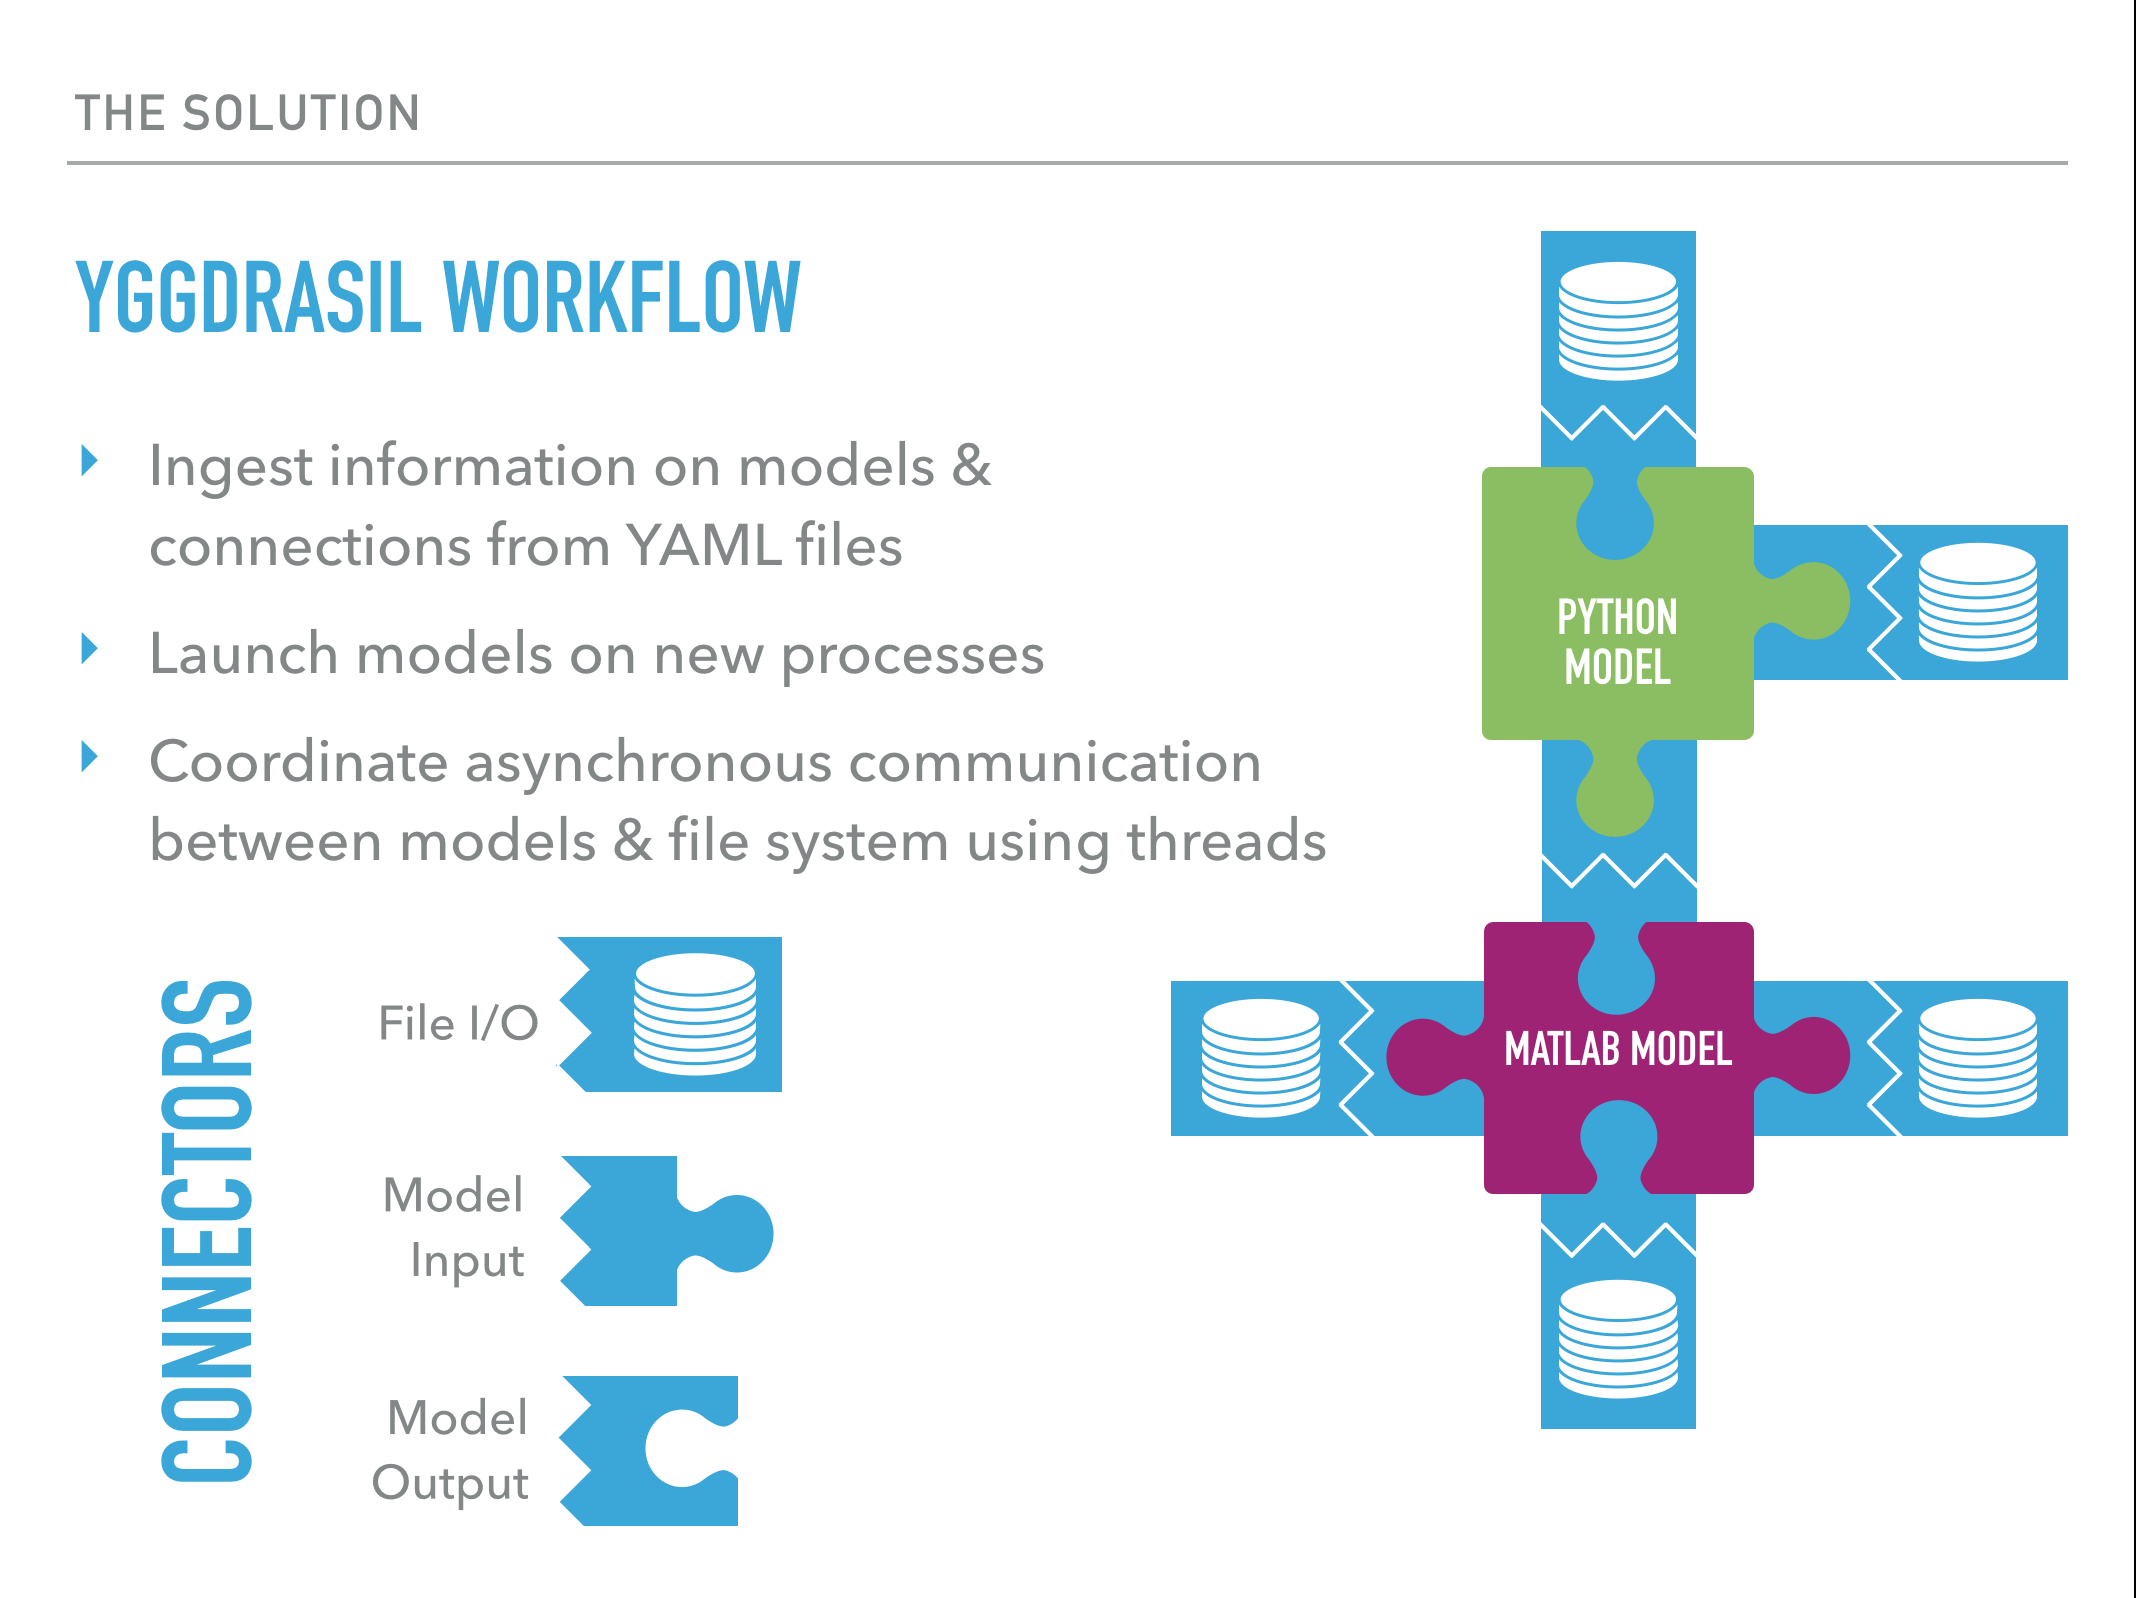 THE SOLUTION
YGGDRASIL WORKFLOW
Ingest information on models &
connections from YAML files
Launch models on new processes
Coordinate asynchronous communication
between models & file system using threads
CONNECTORS
File I/O
Model
Input
Model
Output
PYTHON
MODEL
MATLAB MODEL